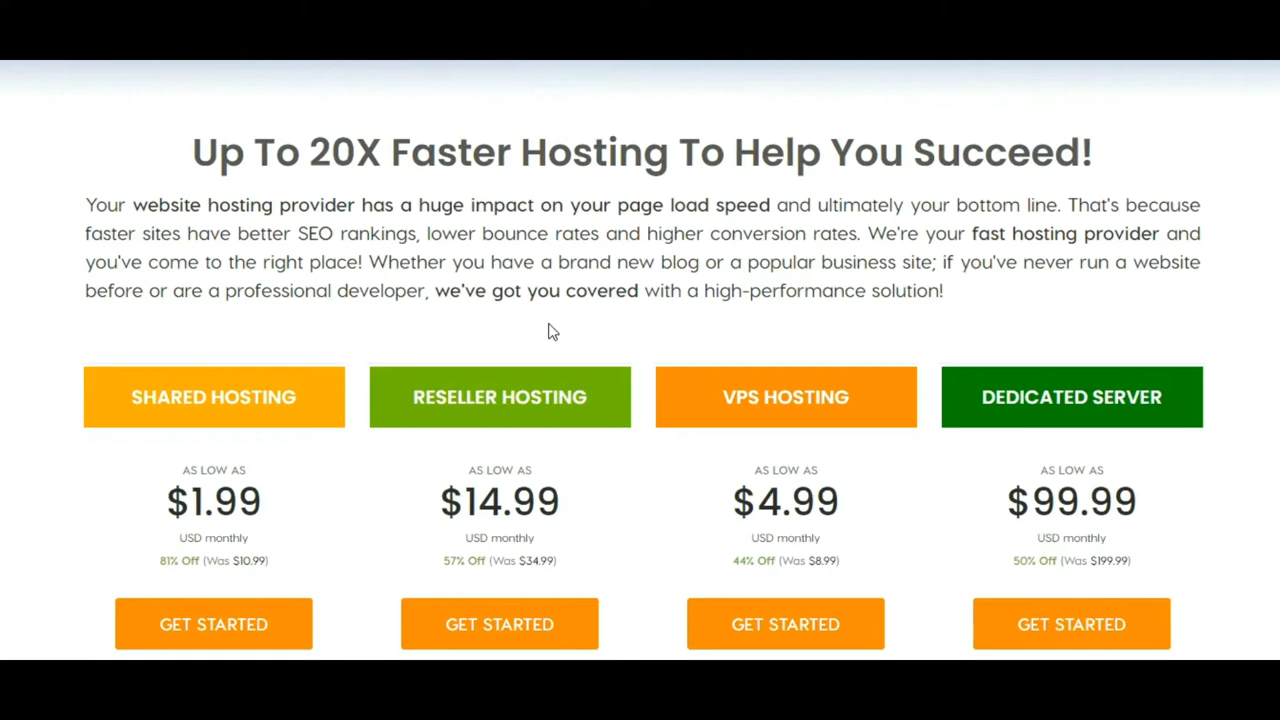 Up To 20X Faster Hosting To Help You Succeed!
Your website hosting provider has a huge impact on your page load speed and ultimately your bottom line. That's because
faster sites have better SEO rankings, lower bounce rates and higher conversion rates. We're your fast hosting provider and
you've come to the right place! Whether you have a brand new blog or a popular business site; if you've never run a website
before or are a professional developer, we've got you covered with a high-performance solution!
SHARED HOSTING
AS LOW AS
$1.99
USD monthly
81% Off (Was $10.99)
GET STARTED
RESELLER HOSTING
AS LOW AS
$14.99
USD monthly
57% Off (Was $34.99)
GET STARTED
VPS HOSTING
AS LOW AS
$4.99
USD monthly
44% Off (Was $8.99)
GET STARTED
DEDICATED SERVER
AS LOW AS
$99.99
USD monthly
50% Off (Was $199.99)
GET STARTED